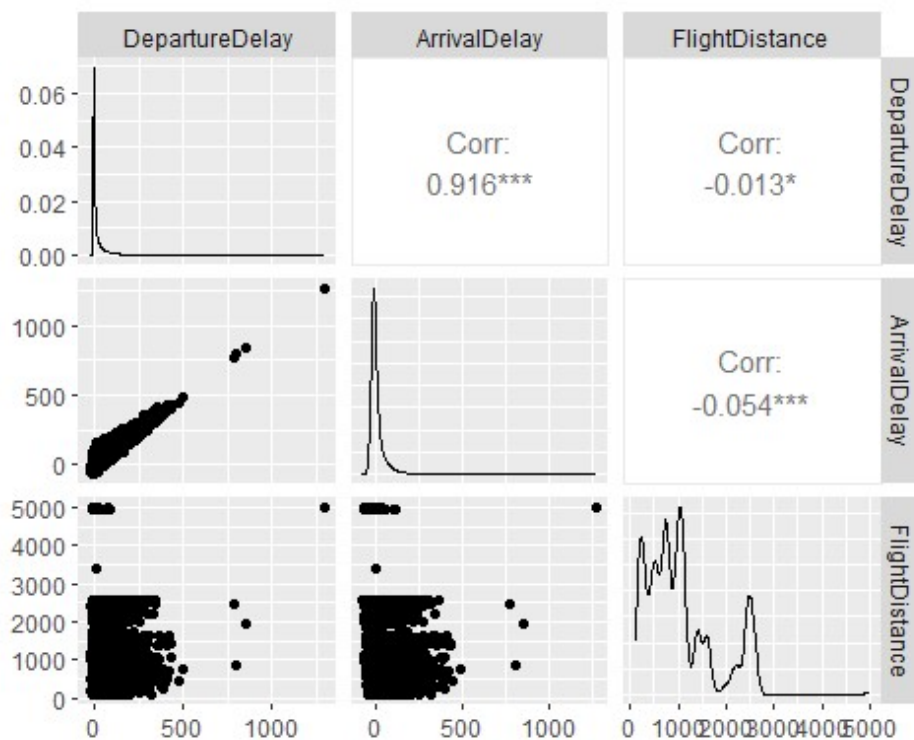 DepartureDelay ArrivalDelay FlightDistance
0.06
0.04
0.02
0.00
Corr:
0.916***
Corr:
-0.013*
DepartureDelay
1000
500
0
Corr:
-0.054***
ArrivalDelay
5000
4000
3000
2000
1000
0
FlightDistance
0 500 1000 0 500 1000 0 1000 2000 3000 4000 5000